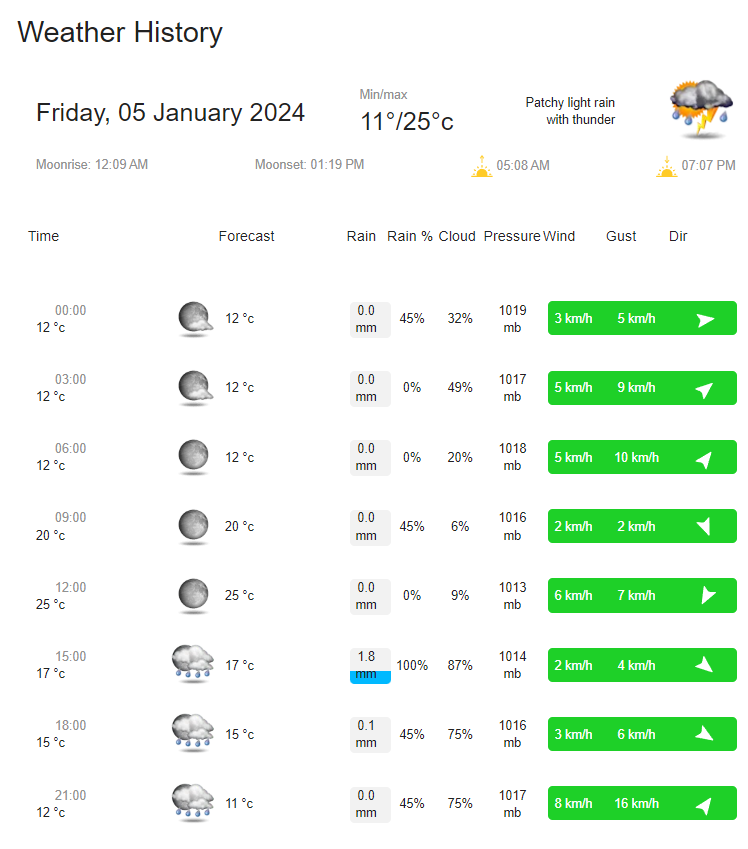 Weather History
Friday, 05 January 2024
Min/max
11°/25°c
Patchy light rain
with thunder
Moonrise: 12:09 AM
Moonset: 01:19 PM
05:08 AM
07:07 PM
Time Forecast Rain Rain % Cloud Pressure Wind Gust Dir
00:00
12 °c
12 °c
0.0
mm
45%
32%
1019
mb
3 km/h
5 km/h
03:00
12 °c
12 °c
0.0
mm
0%
49%
1017
mb
5 km/h
9 km/h
06:00
12 °c
12 °c
0.0
mm
0%
20%
1018
mb
5 km/h
10 km/h
09:00
20 °c
20 °c
0.0
mm
45%
6%
1016
mb
2 km/h
2 km/h
12:00
25 °c
25 °c
0.0
mm
0%
9%
1013
mb
6 km/h
7 km/h
15:00
17 °c
17 °c
1.8
mm
100%
87%
1014
mb
2 km/h
4 km/h
18:00
15 °c
15 °c
0.1
mm
45%
75%
1016
mb
3 km/h
6 km/h
21:00
12 °c
11 °c
0.0
mm
45%
75%
1017
mb
8 km/h
16 km/h